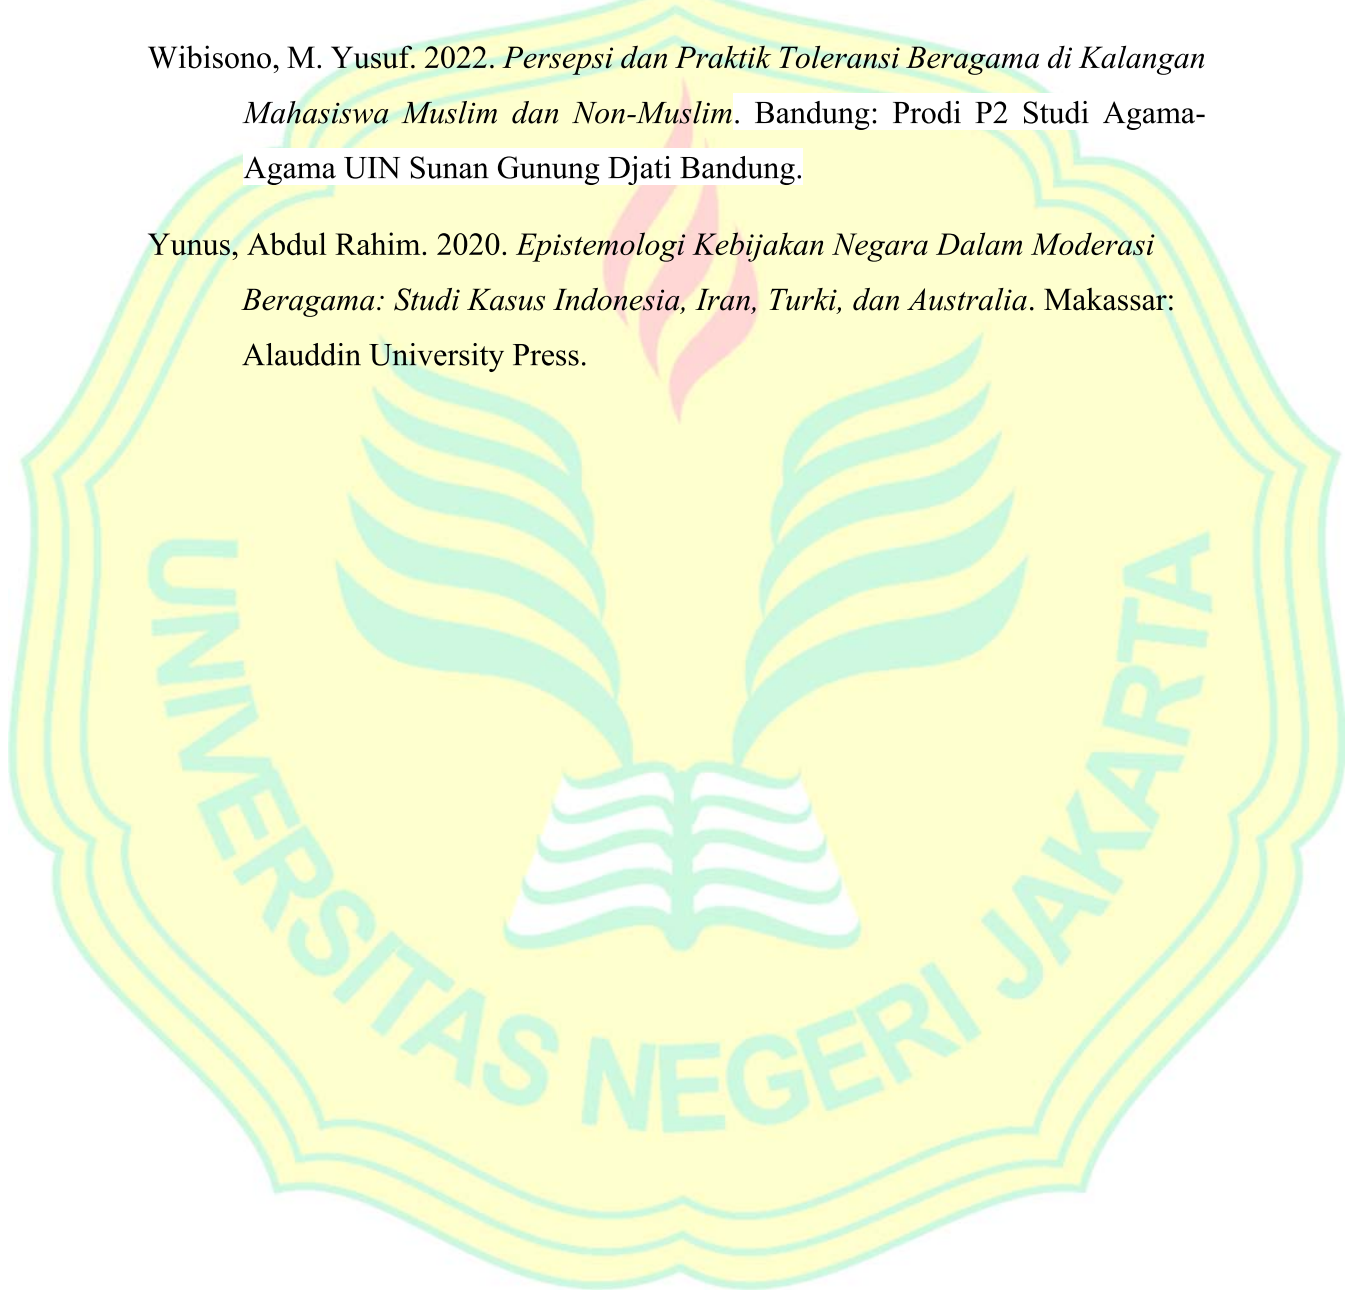 Wibisono, M. Yusuf. 2022. Persepsi dan Praktik Toleransi Beragama di Kalangan
Mahasiswa Muslim dan Non-Muslim. Bandung: Prodi P2 Studi Agama-
Agama UIN Sunan Gunung Djati Bandung.
Yunus, Abdul Rahim. 2020. Epistemologi Kebijakan Negara Dalam Moderasi
Beragama: Studi Kasus Indonesia, Iran, Turki, dan Australia. Makassar:
Alauddin University Press.
UNIVERSITAS NEGERI JAKARTA